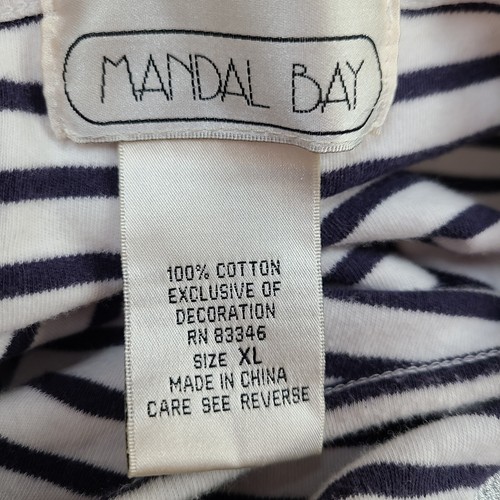 MANDAL BAY
100% COTTON
EXCLUSIVE OF
DECORATION
RN 83346
SIZE XL
MADE IN CHINA
CARE SEE REVERSE